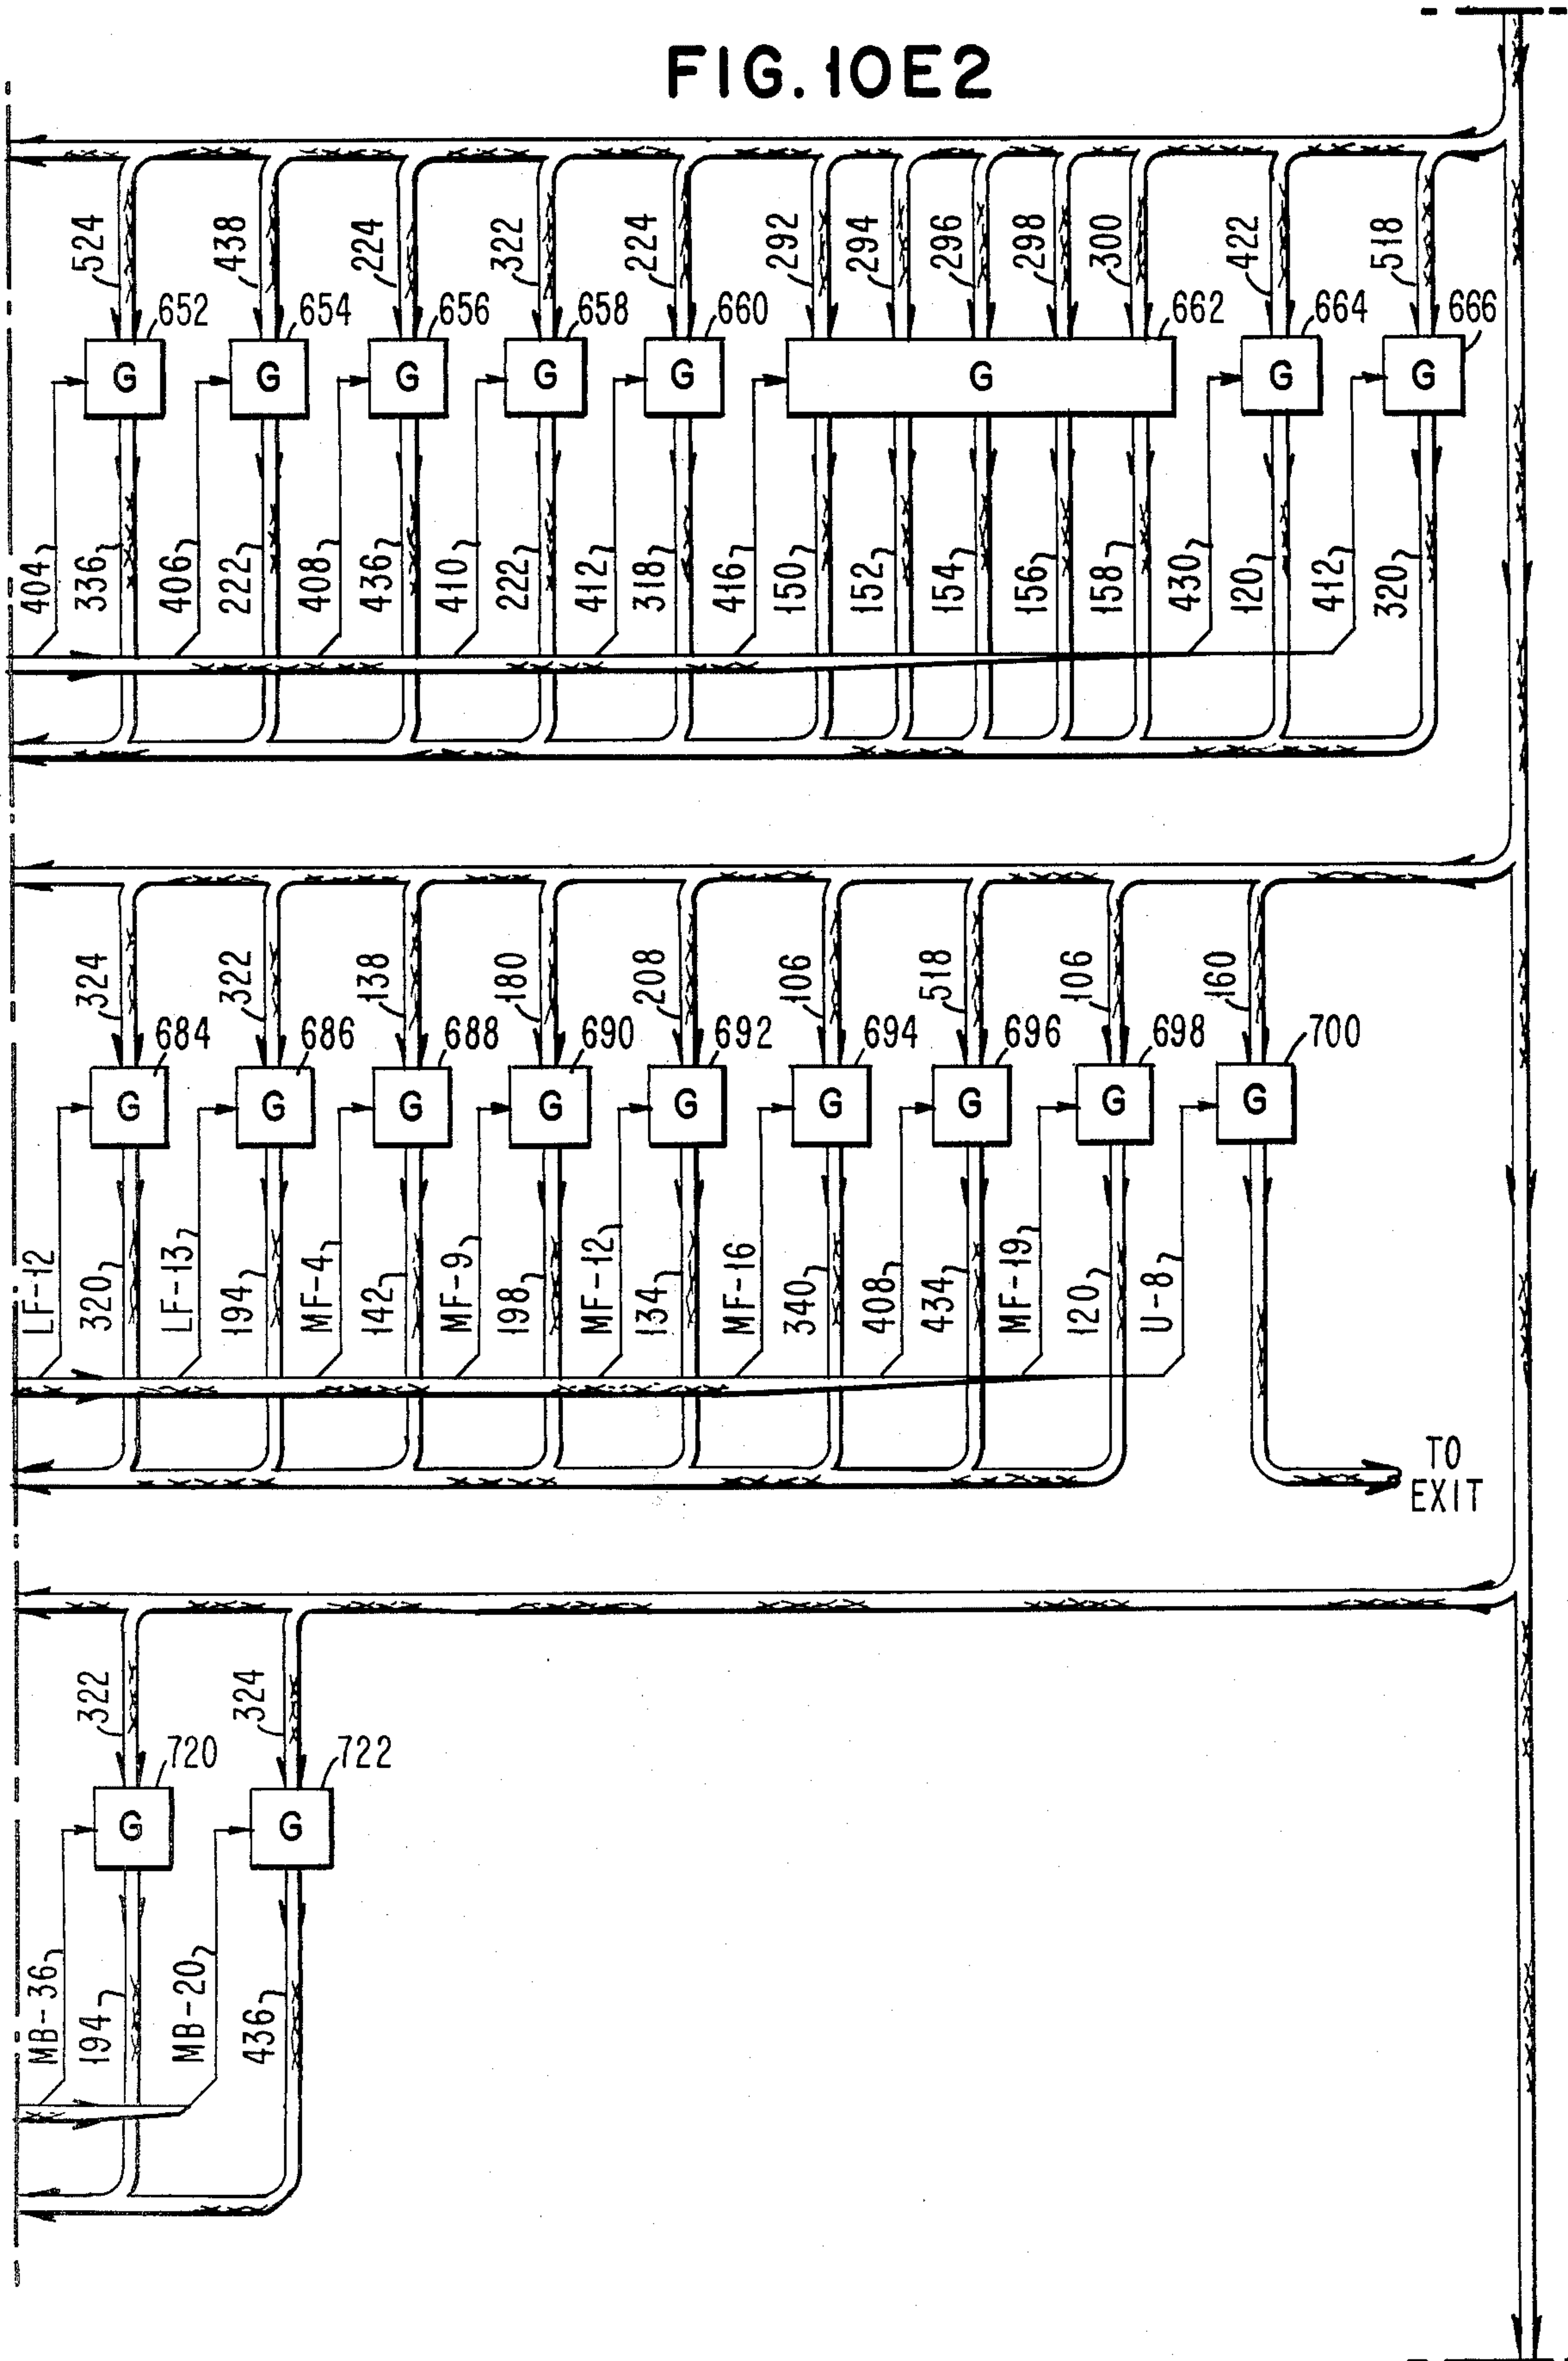 FIG. 10E2
524 438 224 322 224 292 294 296 298 300 422 518
652 654 656 658 660 662 664 666
G G G G G G G G
404 336 406 222 408 436 410 222 412 318 416 150 152 154 156 158 430 120 412 320
324 322 138 180 208 106 518 106 160
684 686 688 690 692 694 696 698 700
G G G G G G G G G
LF-12 320 LF-13 194 MF-4 142 MF-9 198 MF-12 134 MF-16 340 408 434 MF-19 120 U-8
TO
EXIT
322 324
720 722
G G
MB-36 194 MB-20 436